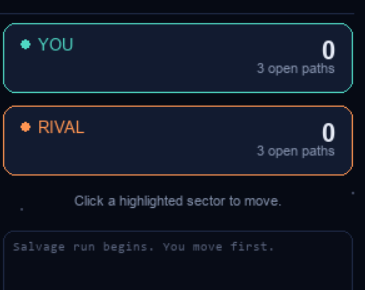 YOU
0
3 open paths
RIVAL
0
3 open paths
Click a highlighted sector to move.
Salvage run begins. You move first.